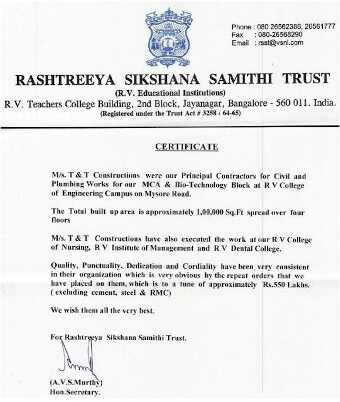 Phone : 080 26562386, 26561777
Fax : 080-26568290
Email : rsst@vsnl.com
RASHTREEYA SIKSHANA SAMITHI TRUST
(R.V. Educational Institutions)
R.V. Teachers College Building, 2nd Block, Jayanagar, Bangalore - 560 011. India.
(Registered under the Trust Act # 3258 / 64-65)
CERTIFICATE
M/s. T & T Constructions were our Principal Contractors for Civil and
Plumbing Works for our MCA & Bio-Technology Block at R V College
of Engineering Campus on Mysore Road.
The Total built up area is approximately 1,00,000 Sq.Ft spread over four
floors
M/s. T & T Constructions have also executed the work at our R V College
of Nursing, R V Institute of Management and R V Dental College.
Quality, Punctuality, Dedication and Cordiality have been very consistent
in their organization which is very obvious by the repeat orders that we
have placed on them, which is to a tune of approximately Rs.550 Lakhs.
( excluding cement, steel & RMC)
We wish them all the very best.
For Rashtreeya Sikshana Samithi Trust.
(A.V.S.Murthy)
Hon.Secretary.